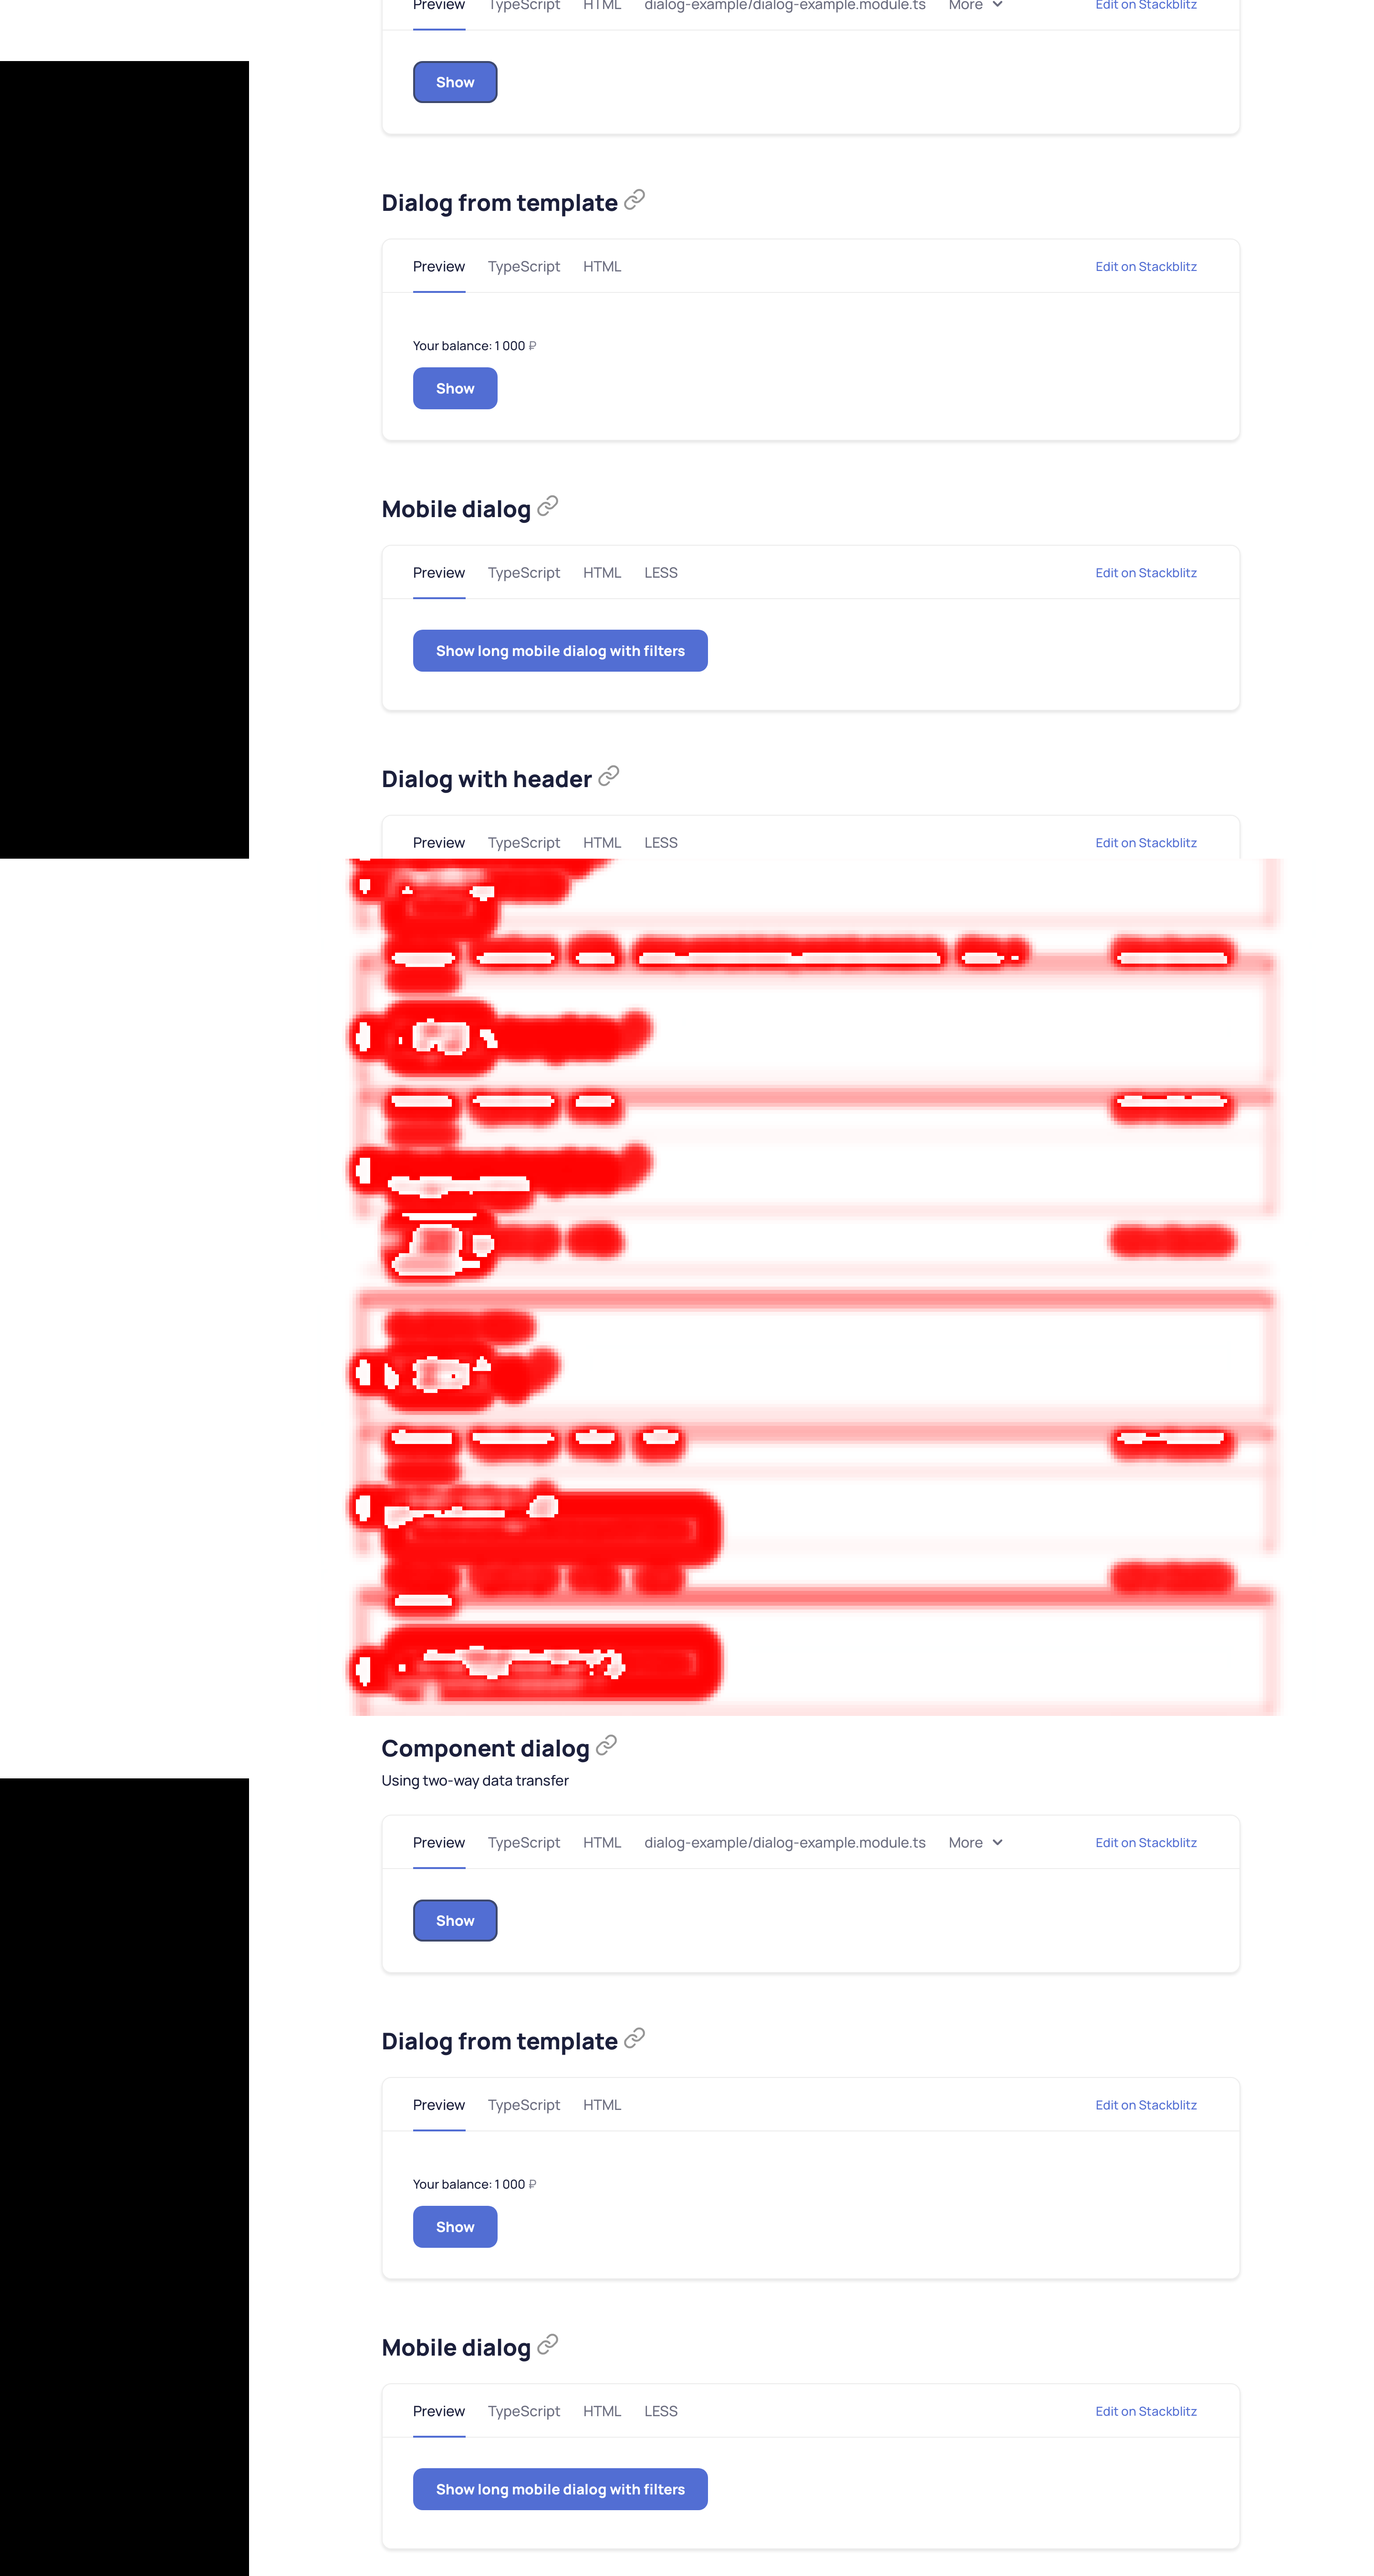 Preview TypeScript HTML dialog-example/dialog-example.module.ts More Edit on Stackblitz
Show
Dialog from template
Preview TypeScript HTML Edit on Stackblitz
Your balance: 1 000 ₽
Show
Mobile dialog
Preview TypeScript HTML LESS Edit on Stackblitz
Show long mobile dialog with filters
Dialog with header
Preview TypeScript HTML LESS Edit on Stackblitz
Component dialog
Using two-way data transfer
Preview TypeScript HTML dialog-example/dialog-example.module.ts More Edit on Stackblitz
Show
Dialog from template
Preview TypeScript HTML Edit on Stackblitz
Your balance: 1 000 ₽
Show
Mobile dialog
Preview TypeScript HTML LESS Edit on Stackblitz
Show long mobile dialog with filters